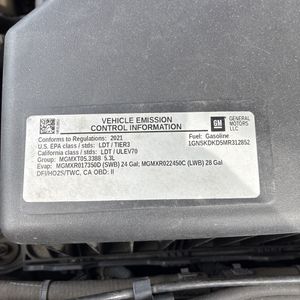 VEHICLE EMISSION
CONTROL INFORMATION
GM
GENERAL MOTORS LLC
Conforms to Regulations: 2021
Fuel: Gasoline
U.S. EPA class / stds: LDT / TIER3
1GNSKDKD5MR312852
California class / stds: LDT / ULEV70
Group: MGMXT05.3388 5.3L
Evap: MGMXR017350D (SWB) 24 Gal; MGMXR022450C (LWB) 28 Gal
DFI/HO2S/TWC, CA OBD: II